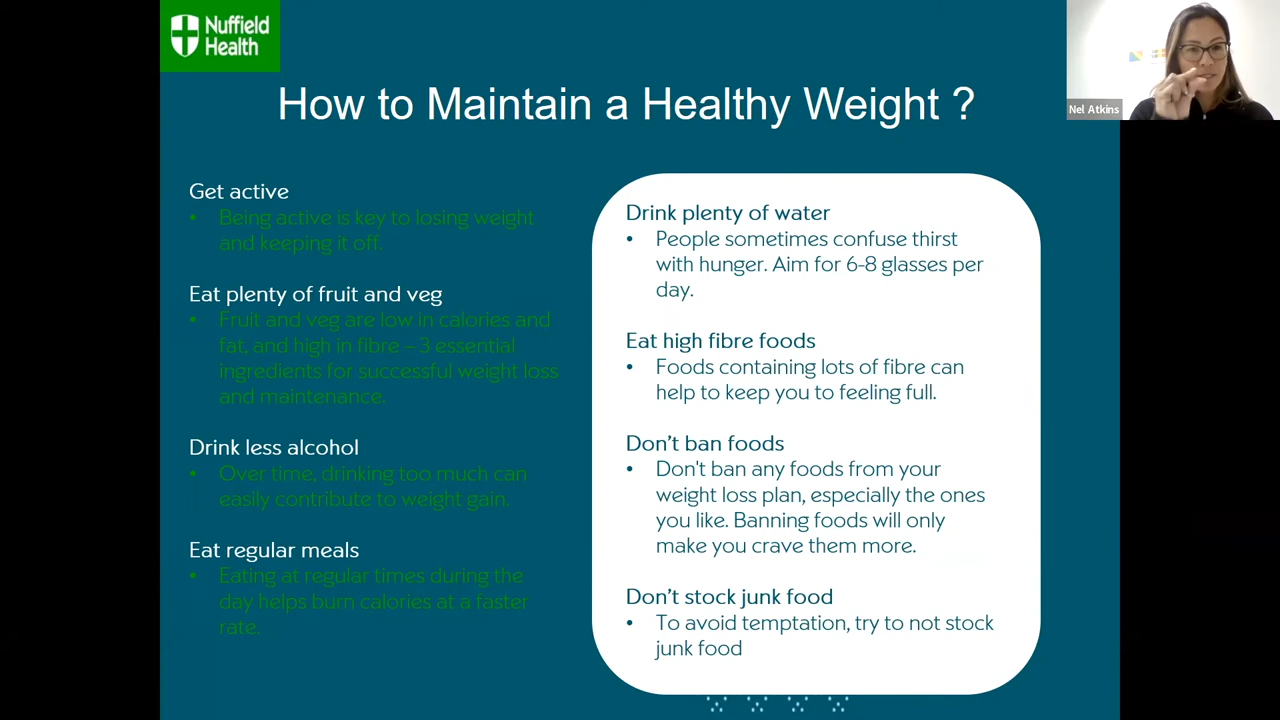 Nuffield
Health
How to Maintain a Healthy Weight ?
Nel Atkins
Get active
• Being active is key to losing weight
and keeping it off.
Eat plenty of fruit and veg
• Fruit and veg are low in calories and
fat, and high in fibre – 3 essential
ingredients for successful weight loss
and maintenance.
Drink less alcohol
• Over time, drinking too much can
easily contribute to weight gain.
Eat regular meals
• Eating at regular times during the
day helps burn calories at a faster
rate.
Drink plenty of water
• People sometimes confuse thirst
with hunger. Aim for 6-8 glasses per
day.
Eat high fibre foods
• Foods containing lots of fibre can
help to keep you to feeling full.
Don’t ban foods
• Don't ban any foods from your
weight loss plan, especially the ones
you like. Banning foods will only
make you crave them more.
Don’t stock junk food
• To avoid temptation, try to not stock
junk food